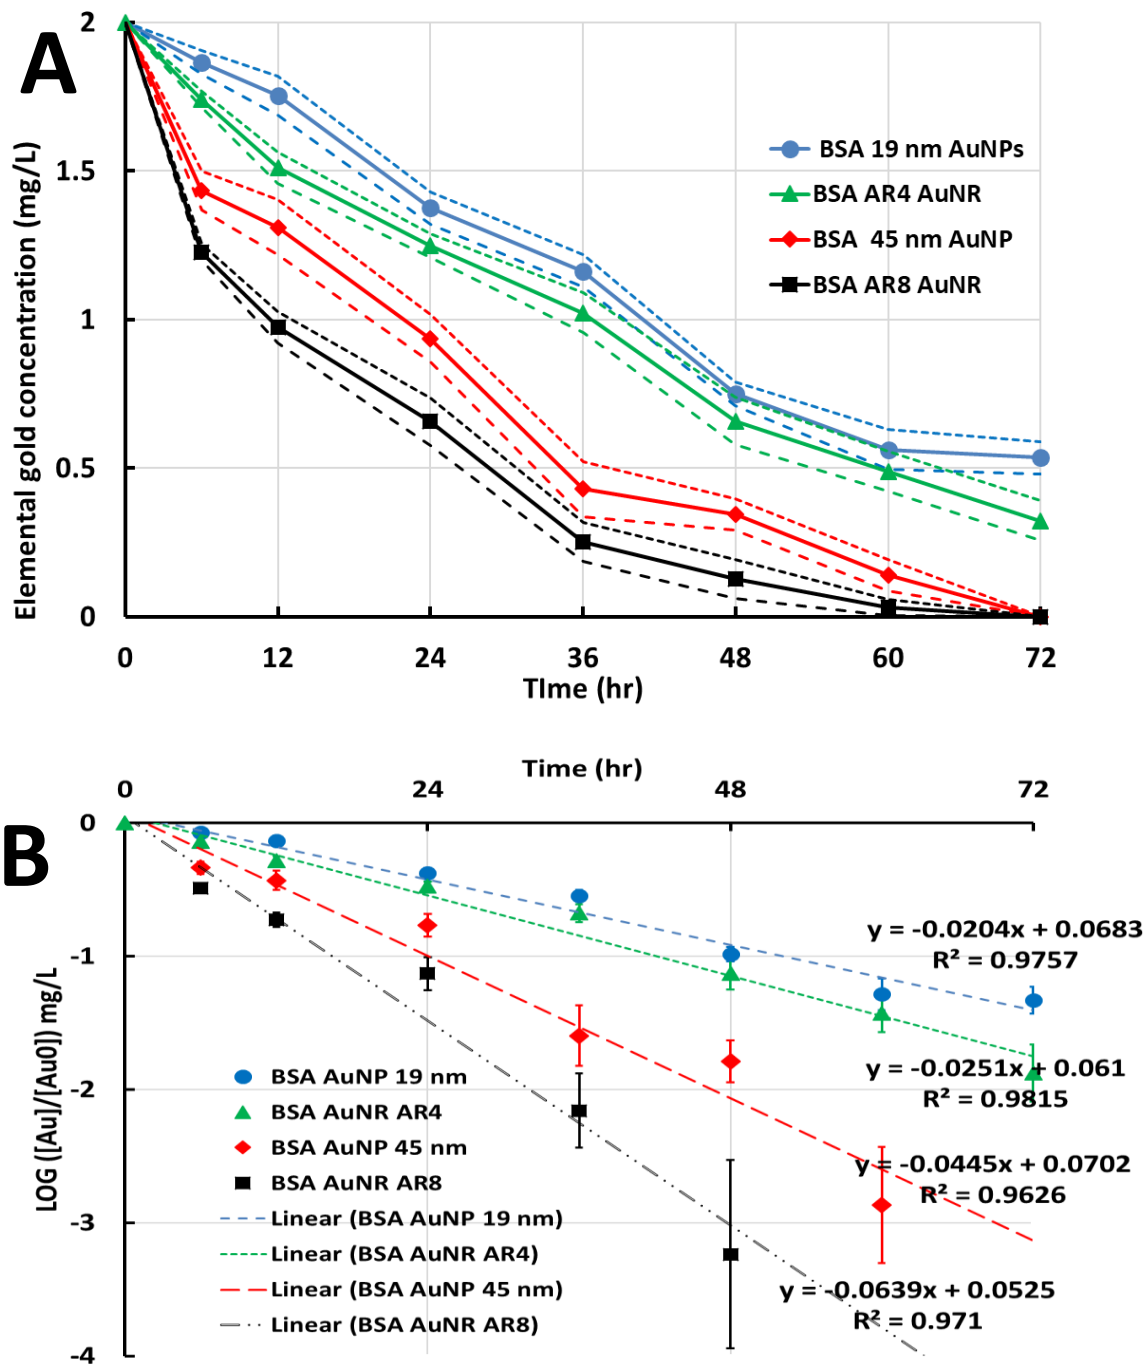 A
Elemental gold concentration (mg/L)
2
1.5
1
0.5
0
BSA 19 nm AuNPs
BSA AR4 AuNR
BSA 45 nm AuNP
BSA AR8 AuNR
0 12 24 36 48 60 72
TIme (hr)
Time (hr)
0 24 48 72
B
LOG ([Au]/[Au0]) mg/L
0
-1
-2
-3
-4
y = -0.0204x + 0.0683
R² = 0.9757
y = -0.0251x + 0.061
R² = 0.9815
y = -0.0445x + 0.0702
R² = 0.9626
y = -0.0639x + 0.0525
R² = 0.971
BSA AuNP 19 nm
BSA AuNR AR4
BSA AuNP 45 nm
BSA AuNR AR8
Linear (BSA AuNP 19 nm)
Linear (BSA AuNR AR4)
Linear (BSA AuNP 45 nm)
Linear (BSA AuNR AR8)